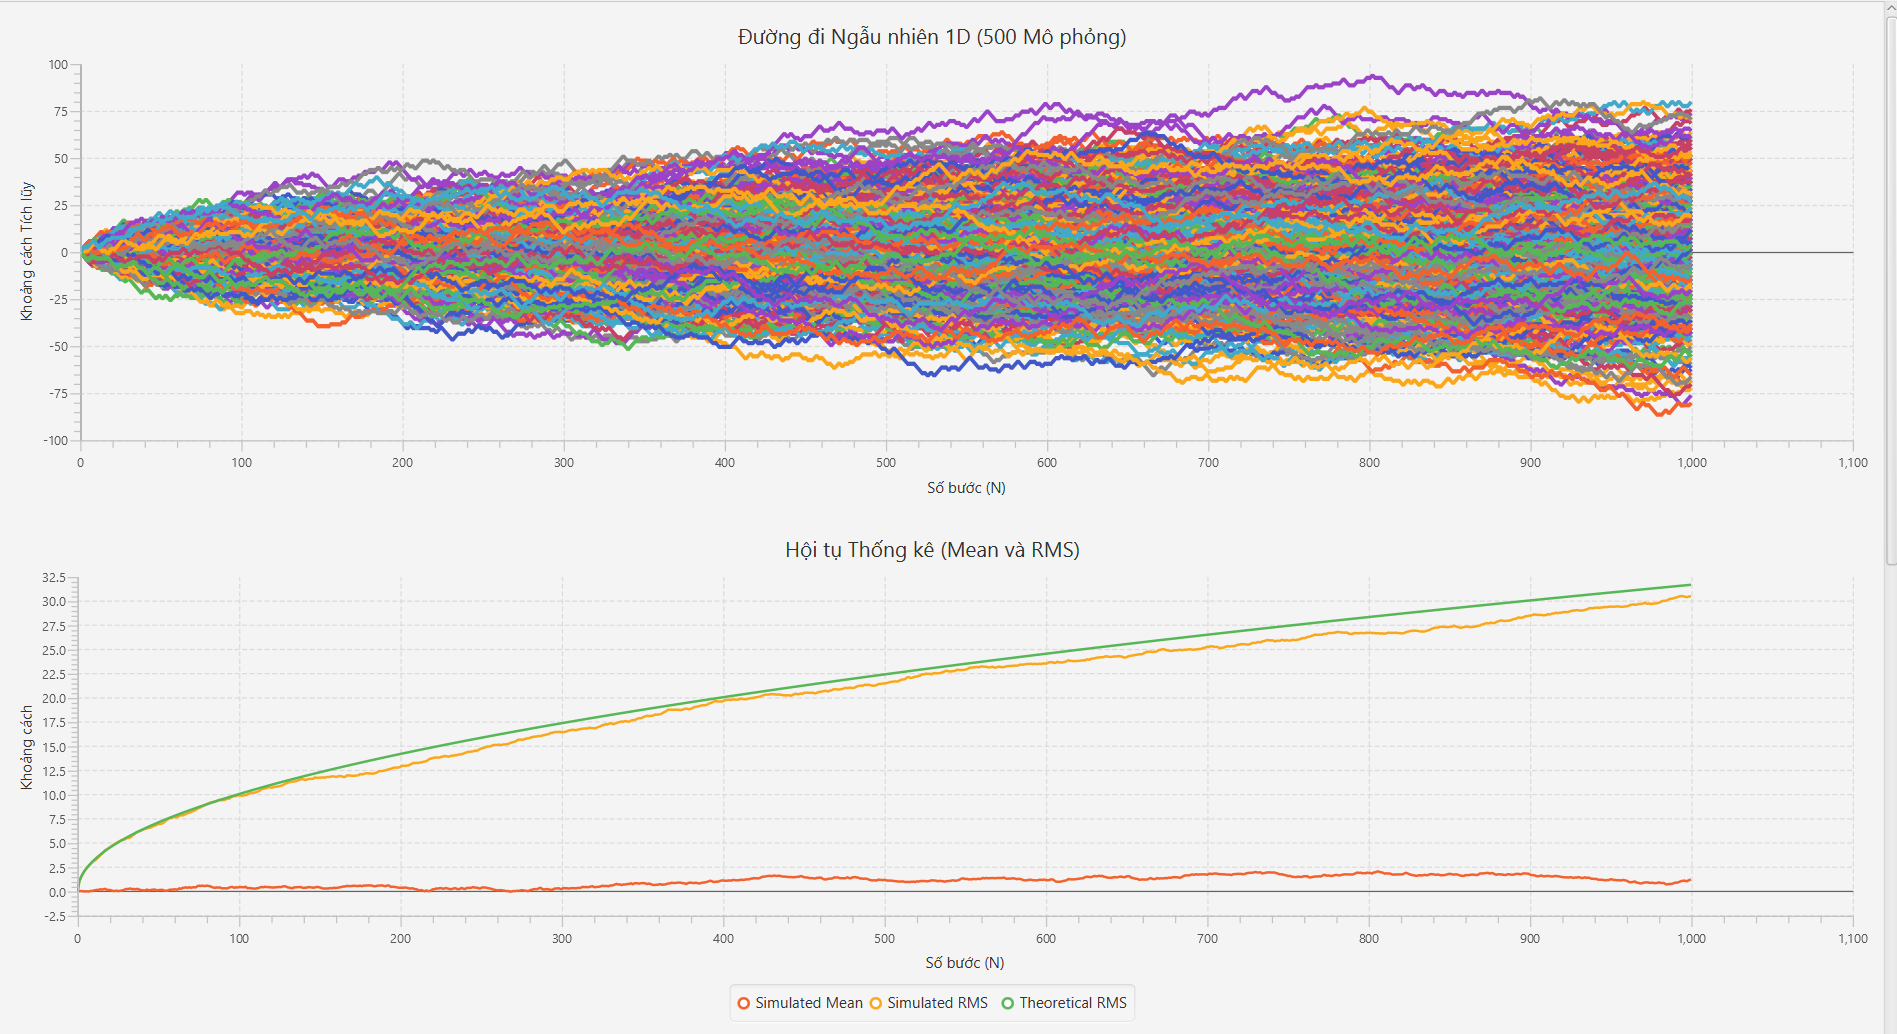 Đường đi Ngẫu nhiên 1D (500 Mô phỏng)
100
75
50
25
0
-25
-50
-75
-100
Khoảng cách Tích lũy
0 100 200 300 400 500 600 700 800 900 1,000 1,100
Số bước (N)
Hội tụ Thống kê (Mean và RMS)
32.5
30.0
27.5
25.0
22.5
20.0
17.5
15.0
12.5
10.0
7.5
5.0
2.5
0.0
-2.5
Khoảng cách
0 100 200 300 400 500 600 700 800 900 1,000 1,100
Số bước (N)
Simulated Mean Simulated RMS Theoretical RMS